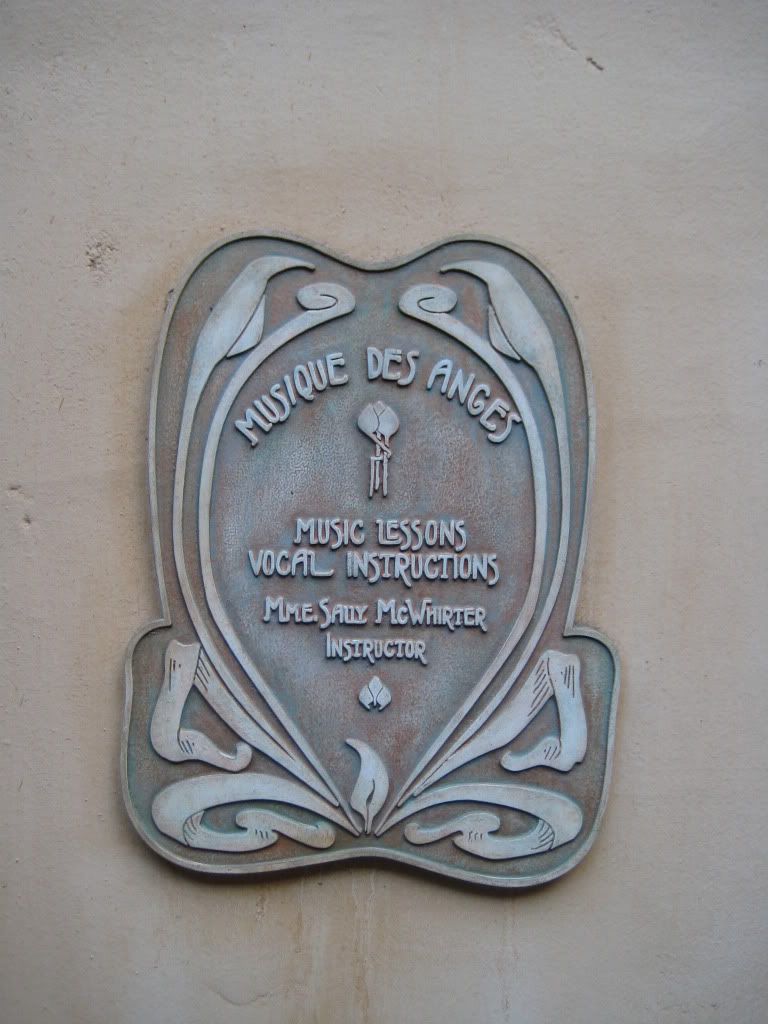 MUSIQUE DES ANGES
MUSIC LESSONS
VOCAL INSTRUCTIONS
MME. SALLY MCWHIRTER
INSTRUCTOR